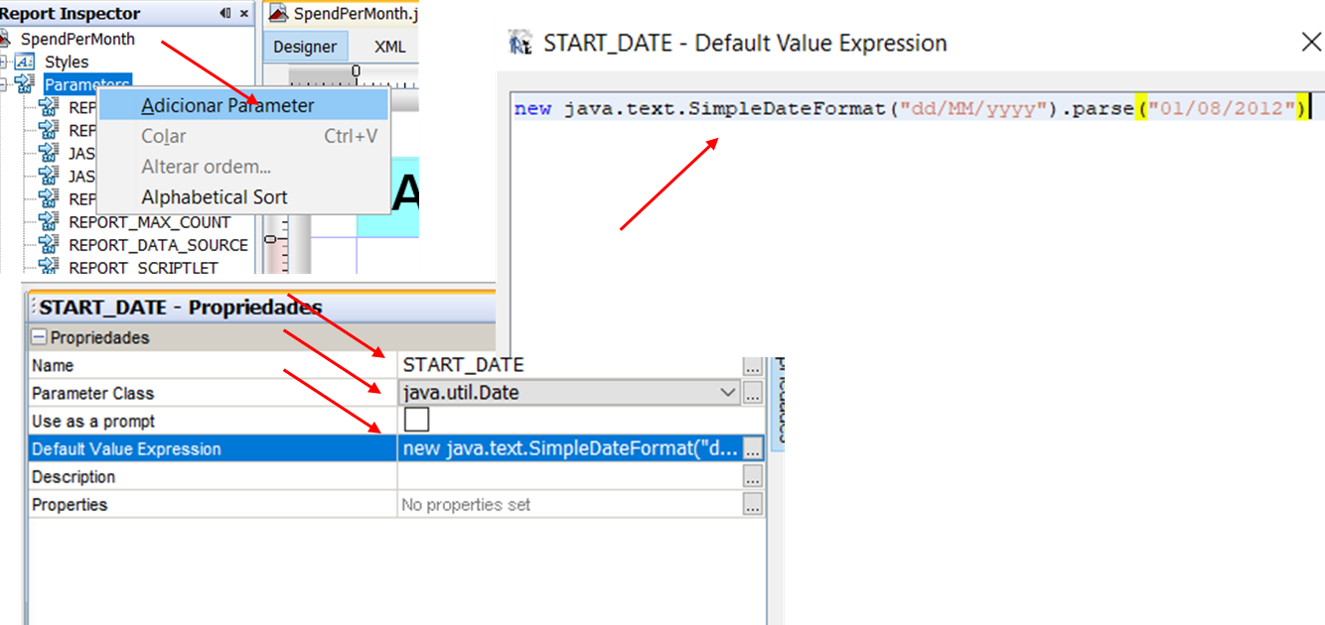 Report Inspector
SpendPerMonth
Styles
Parameters
REP
REP
JAS
JAS
REP
REPORT_MAX_COUNT
REPORT_DATA_SOURCE
REPORT_SCRIPTLET
Adicionar Parameter
Colar Ctrl+V
Alterar ordem...
Alphabetical Sort
SpendPerMonth.j
Designer XML
0
A
START_DATE - Default Value Expression
new java.text.SimpleDateFormat("dd/MM/yyyy").parse("01/08/2012")
START_DATE - Propriedades
Propriedades
Name START_DATE ...
Parameter Class java.util.Date ...
Use as a prompt
Default Value Expression new java.text.SimpleDateFormat("d... ...
Description ...
Properties No properties set ...